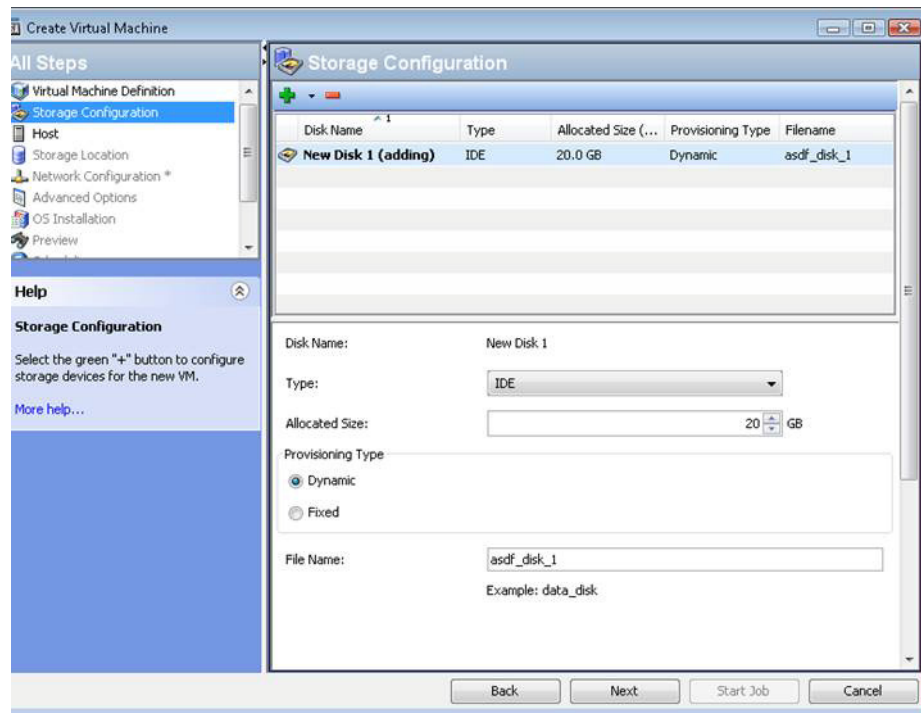 Create Virtual Machine
All Steps
Virtual Machine Definition
Storage Configuration
Host
Storage Location
Network Configuration *
Advanced Options
OS Installation
Preview
Help
Storage Configuration
Select the green "+" button to configure
storage devices for the new VM.
More help...
Storage Configuration
1
Disk Name Type Allocated Size (... Provisioning Type Filename
New Disk 1 (adding) IDE 20.0 GB Dynamic asdf_disk_1
Disk Name: New Disk 1
Type: IDE
Allocated Size: 20 GB
Provisioning Type
Dynamic
Fixed
File Name: asdf_disk_1
Example: data_disk
Back Next Start Job Cancel